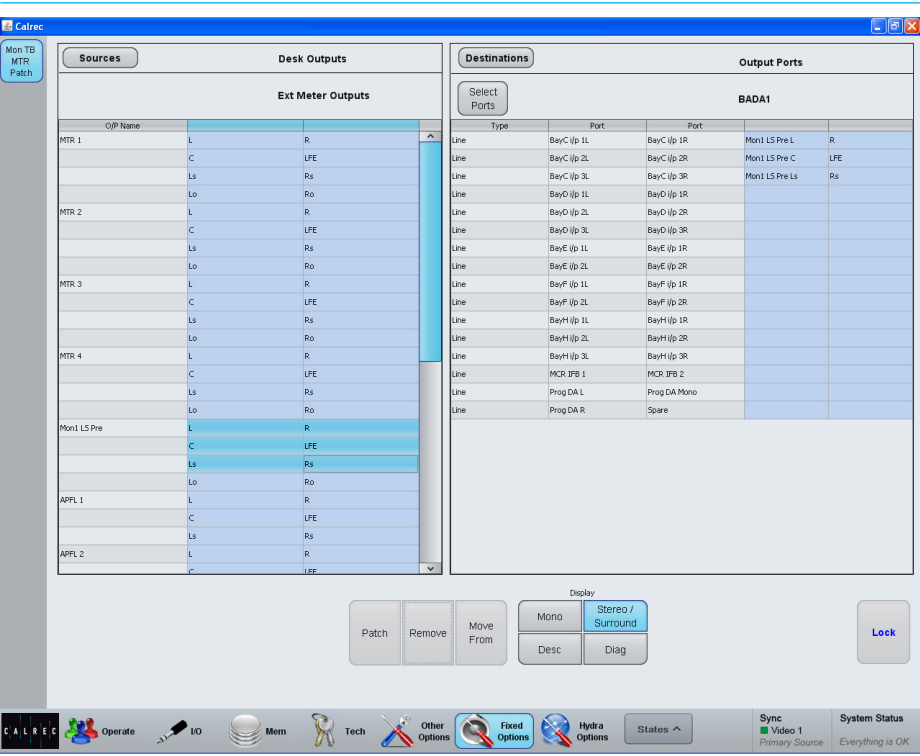 Calrec
Mon TB
MTR
Patch
Sources Desk Outputs
Ext Meter Outputs
O/P Name
MTR 1 L R
C LFE
Ls Rs
Lo Ro
MTR 2 L R
C LFE
Ls Rs
Lo Ro
MTR 3 L R
C LFE
Ls Rs
Lo Ro
MTR 4 L R
C LFE
Ls Rs
Lo Ro
Mon1 LS Pre L R
C LFE
Ls Rs
Lo Ro
APFL 1 L R
C LFE
Ls Rs
APFL 2 L R
C LFE
Destinations Output Ports
Select
Ports
BADA1
Type Port Port
Line BayC i/p 1L BayC i/p 1R Mon1 LS Pre L R
Line BayC i/p 2L BayC i/p 2R Mon1 LS Pre C LFE
Line BayC i/p 3L BayC i/p 3R Mon1 LS Pre Ls Rs
Line BayD i/p 1L BayD i/p 1R
Line BayD i/p 2L BayD i/p 2R
Line BayD i/p 3L BayD i/p 3R
Line BayE i/p 1L BayE i/p 1R
Line BayE i/p 2L BayE i/p 2R
Line BayF i/p 1L BayF i/p 1R
Line BayF i/p 2L BayF i/p 2R
Line BayH i/p 1L BayH i/p 1R
Line BayH i/p 2L BayH i/p 2R
Line BayH i/p 3L BayH i/p 3R
Line MCR IFB 1 MCR IFB 2
Line Prog DA L Prog DA Mono
Line Prog DA R Spare
Patch Remove Move
From
Display
Mono Stereo /
Surround
Desc Diag
Lock
CALREC Operate I/O Mem Tech Other
Options Fixed
Options Hydra
Options States
Sync
Video 1
Primary Source
System Status
Everything is OK